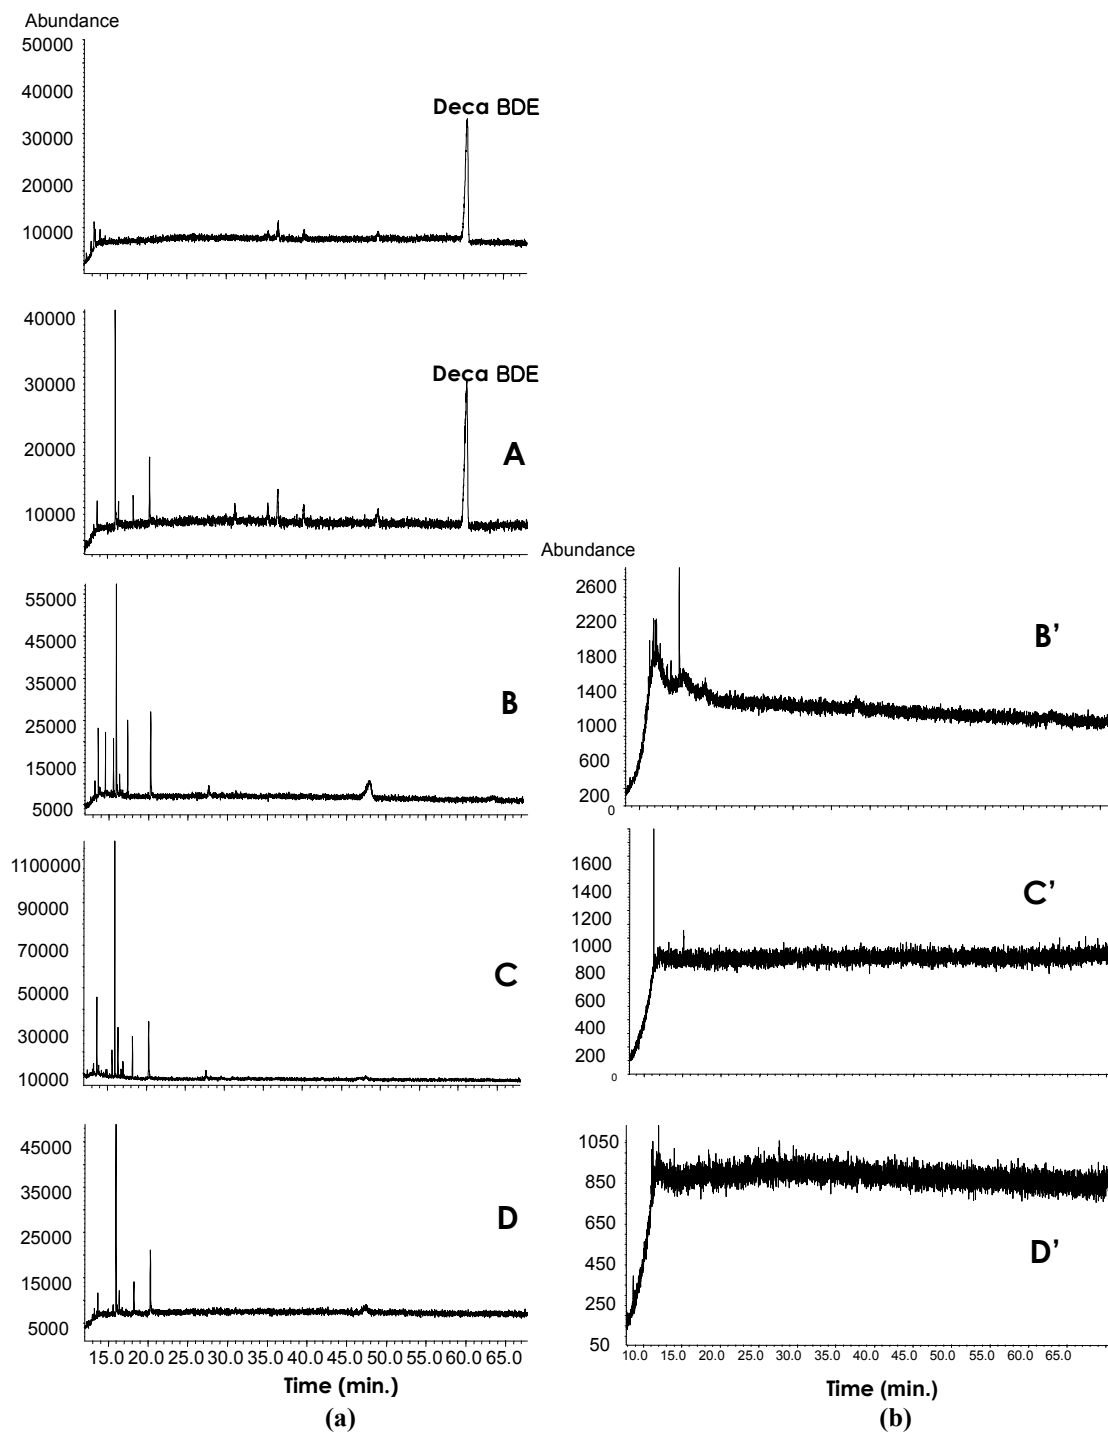 Abundance
50000
40000
30000
20000
10000
Deca BDE
40000
30000
20000
10000
Deca BDE
A
55000
45000
35000
25000
15000
5000
B
1100000
90000
70000
50000
30000
10000
C
45000
35000
25000
15000
5000
D
15.0 20.0 25.0 30.0 35.0 40.0 45.0 50.0 55.0 60.0 65.0
Time (min.)
(a)
Abundance
2600
2200
1800
1400
1000
600
200
0
B’
1600
1400
1200
1000
800
600
400
200
0
C’
1050
850
650
450
250
50
D’
10.0 15.0 20.0 25.0 30.0 35.0 40.0 45.0 50.0 55.0 60.0 65.0
Time (min.)
(b)